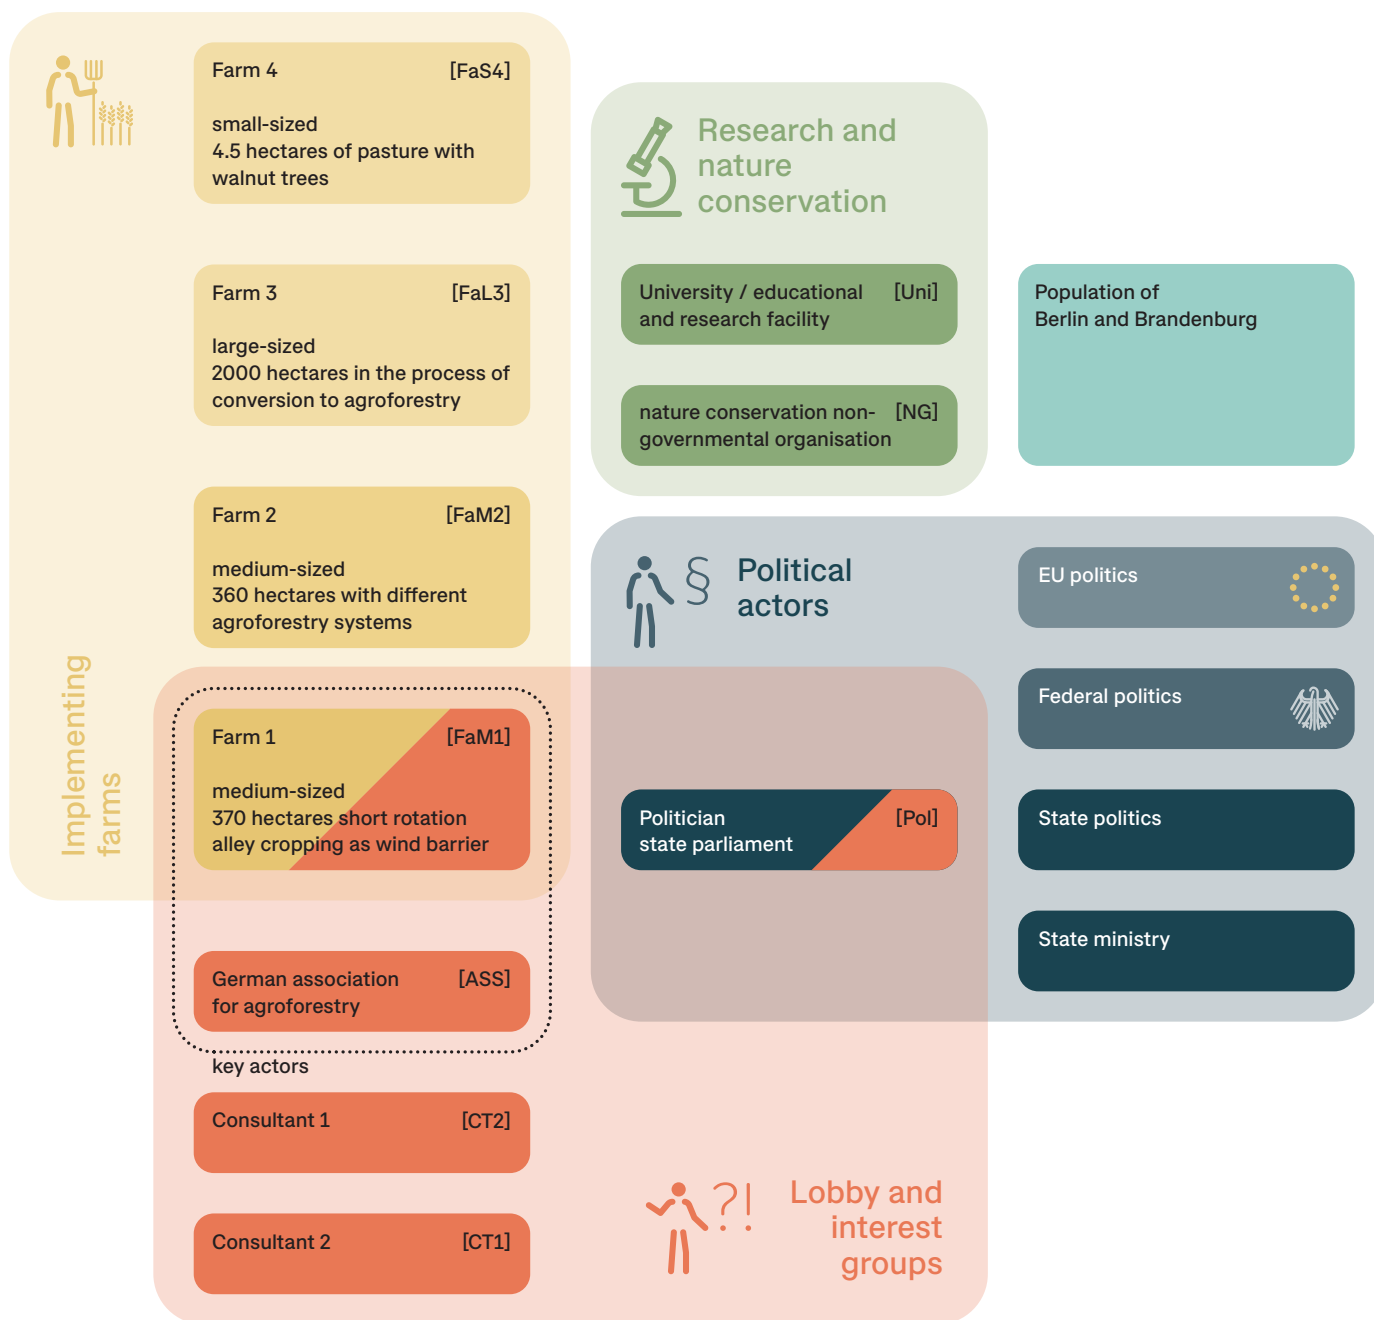 Farm 4 [FaS4]
small-sized
4.5 hectares of pasture with
walnut trees
Farm 3 [FaL3]
large-sized
2000 hectares in the process of
conversion to agroforestry
Farm 2 [FaM2]
medium-sized
360 hectares with different
agroforestry systems
Implementing
farms
Farm 1 [FaM1]
medium-sized
370 hectares short rotation
alley cropping as wind barrier
German association [ASS]
for agroforestry
key actors
Consultant 1 [CT2]
Consultant 2 [CT1]
Research and
nature
conservation
University / educational [Uni]
and research facility
nature conservation non- [NG]
governmental organisation
Population of
Berlin and Brandenburg
§ Political
actors
EU politics
Federal politics
Politician [Pol]
state parliament
State politics
State ministry
?! Lobby and
interest
groups